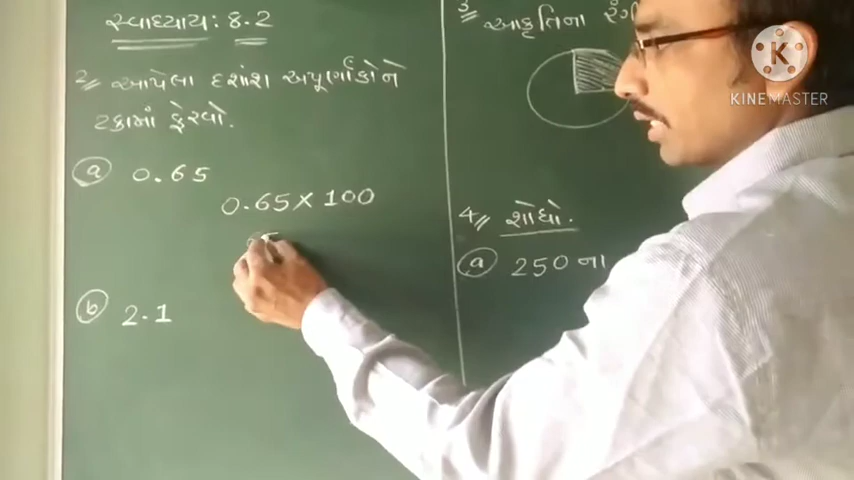 સ્વાધ્યાય: 8.2
2 આપેલા દશાંશ અપૂર્ણાંકોને
ટકામાં ફેરવો.
a 0.65
0.65 × 100
b 2.1
3 આકૃતિના
4 શોધો.
a 250 ના
KINEMASTER